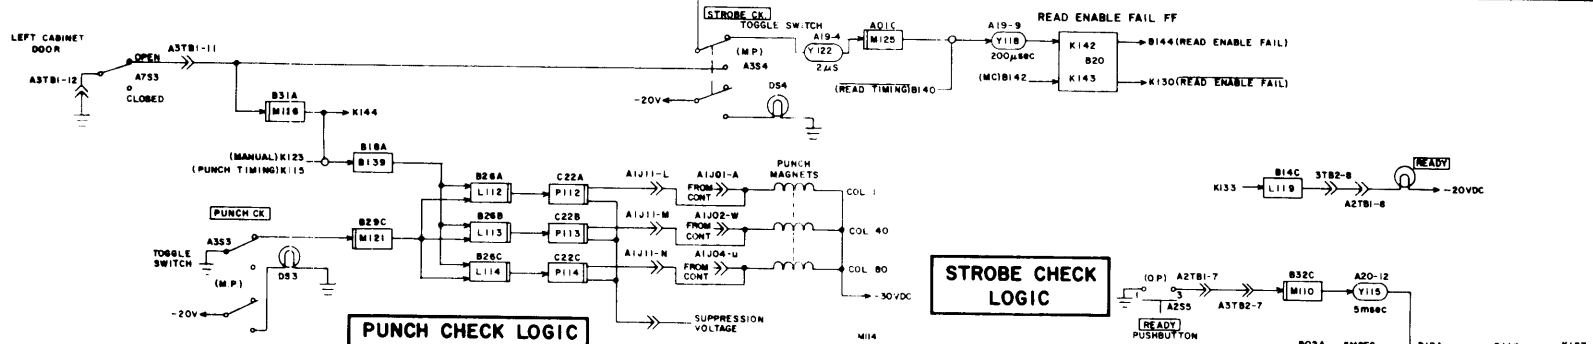 STROBE CK.
TOGGLE SWITCH
(M.P.)
A3S4
A19-4
Y122
2µS
A01C
M125
A19-9
Y118
200µsec
READ ENABLE FAIL FF
K142
B20
K143
B144(READ ENABLE FAIL)
K130(READ ENABLE FAIL)
(MC)B142
(READ TIMING)B140
-20V
DS4
LEFT CABINET
DOOR
A3TB1-11
OPEN
A7S3
CLOSED
A3TB1-12
B31A
M116
K144
(MANUAL)K123
(PUNCH TIMING)K115
B18A
B139
B26A
L112
B26B
L113
B26C
L114
C22A
P112
C22B
P113
C22C
P114
A1J11-L
A1J11-M
A1J11-N
A1J01-A
FROM
CONT
A1J02-W
FROM
CONT
A1J04-u
FROM
CONT
PUNCH
MAGNETS
COL 1
COL 40
COL 80
-30VDC
SUPPRESSION
VOLTAGE
PUNCH CK.
A3S3
TOGGLE
SWITCH
(M.P.)
DS3
-20V
B29C
M121
PUNCH CHECK LOGIC
M114
STROBE CHECK
LOGIC
K133
B14C
L119
3TB2-8
A2TB1-8
READY
-20VDC
(O.P)
1
3
A2S5
READY
PUSHBUTTON
A2TB1-7
A3TB2-7
B32C
M110
A20-12
Y115
5msec